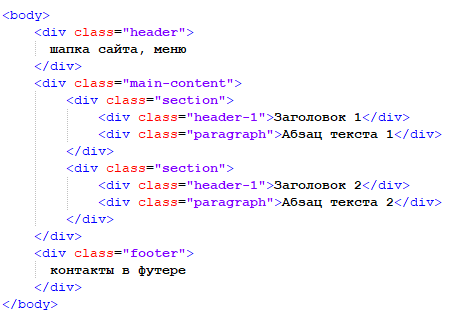 <body>
<div class="header">
шапка сайта, меню
</div>
<div class="main-content">
<div class="section">
<div class="header-1">Заголовок 1</div>
<div class="paragraph">Абзац текста 1</div>
</div>
<div class="section">
<div class="header-1">Заголовок 2</div>
<div class="paragraph">Абзац текста 2</div>
</div>
</div>
<div class="footer">
контакты в футере
</div>
</body>